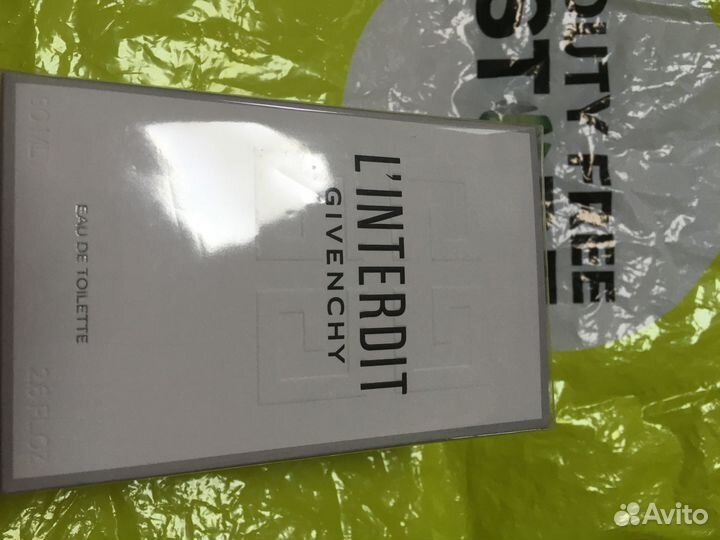 L'INTERDIT
GIVENCHY
EAU DE TOILETTE
80 ML
2.6 FL.OZ
DUTY FREE
Avito